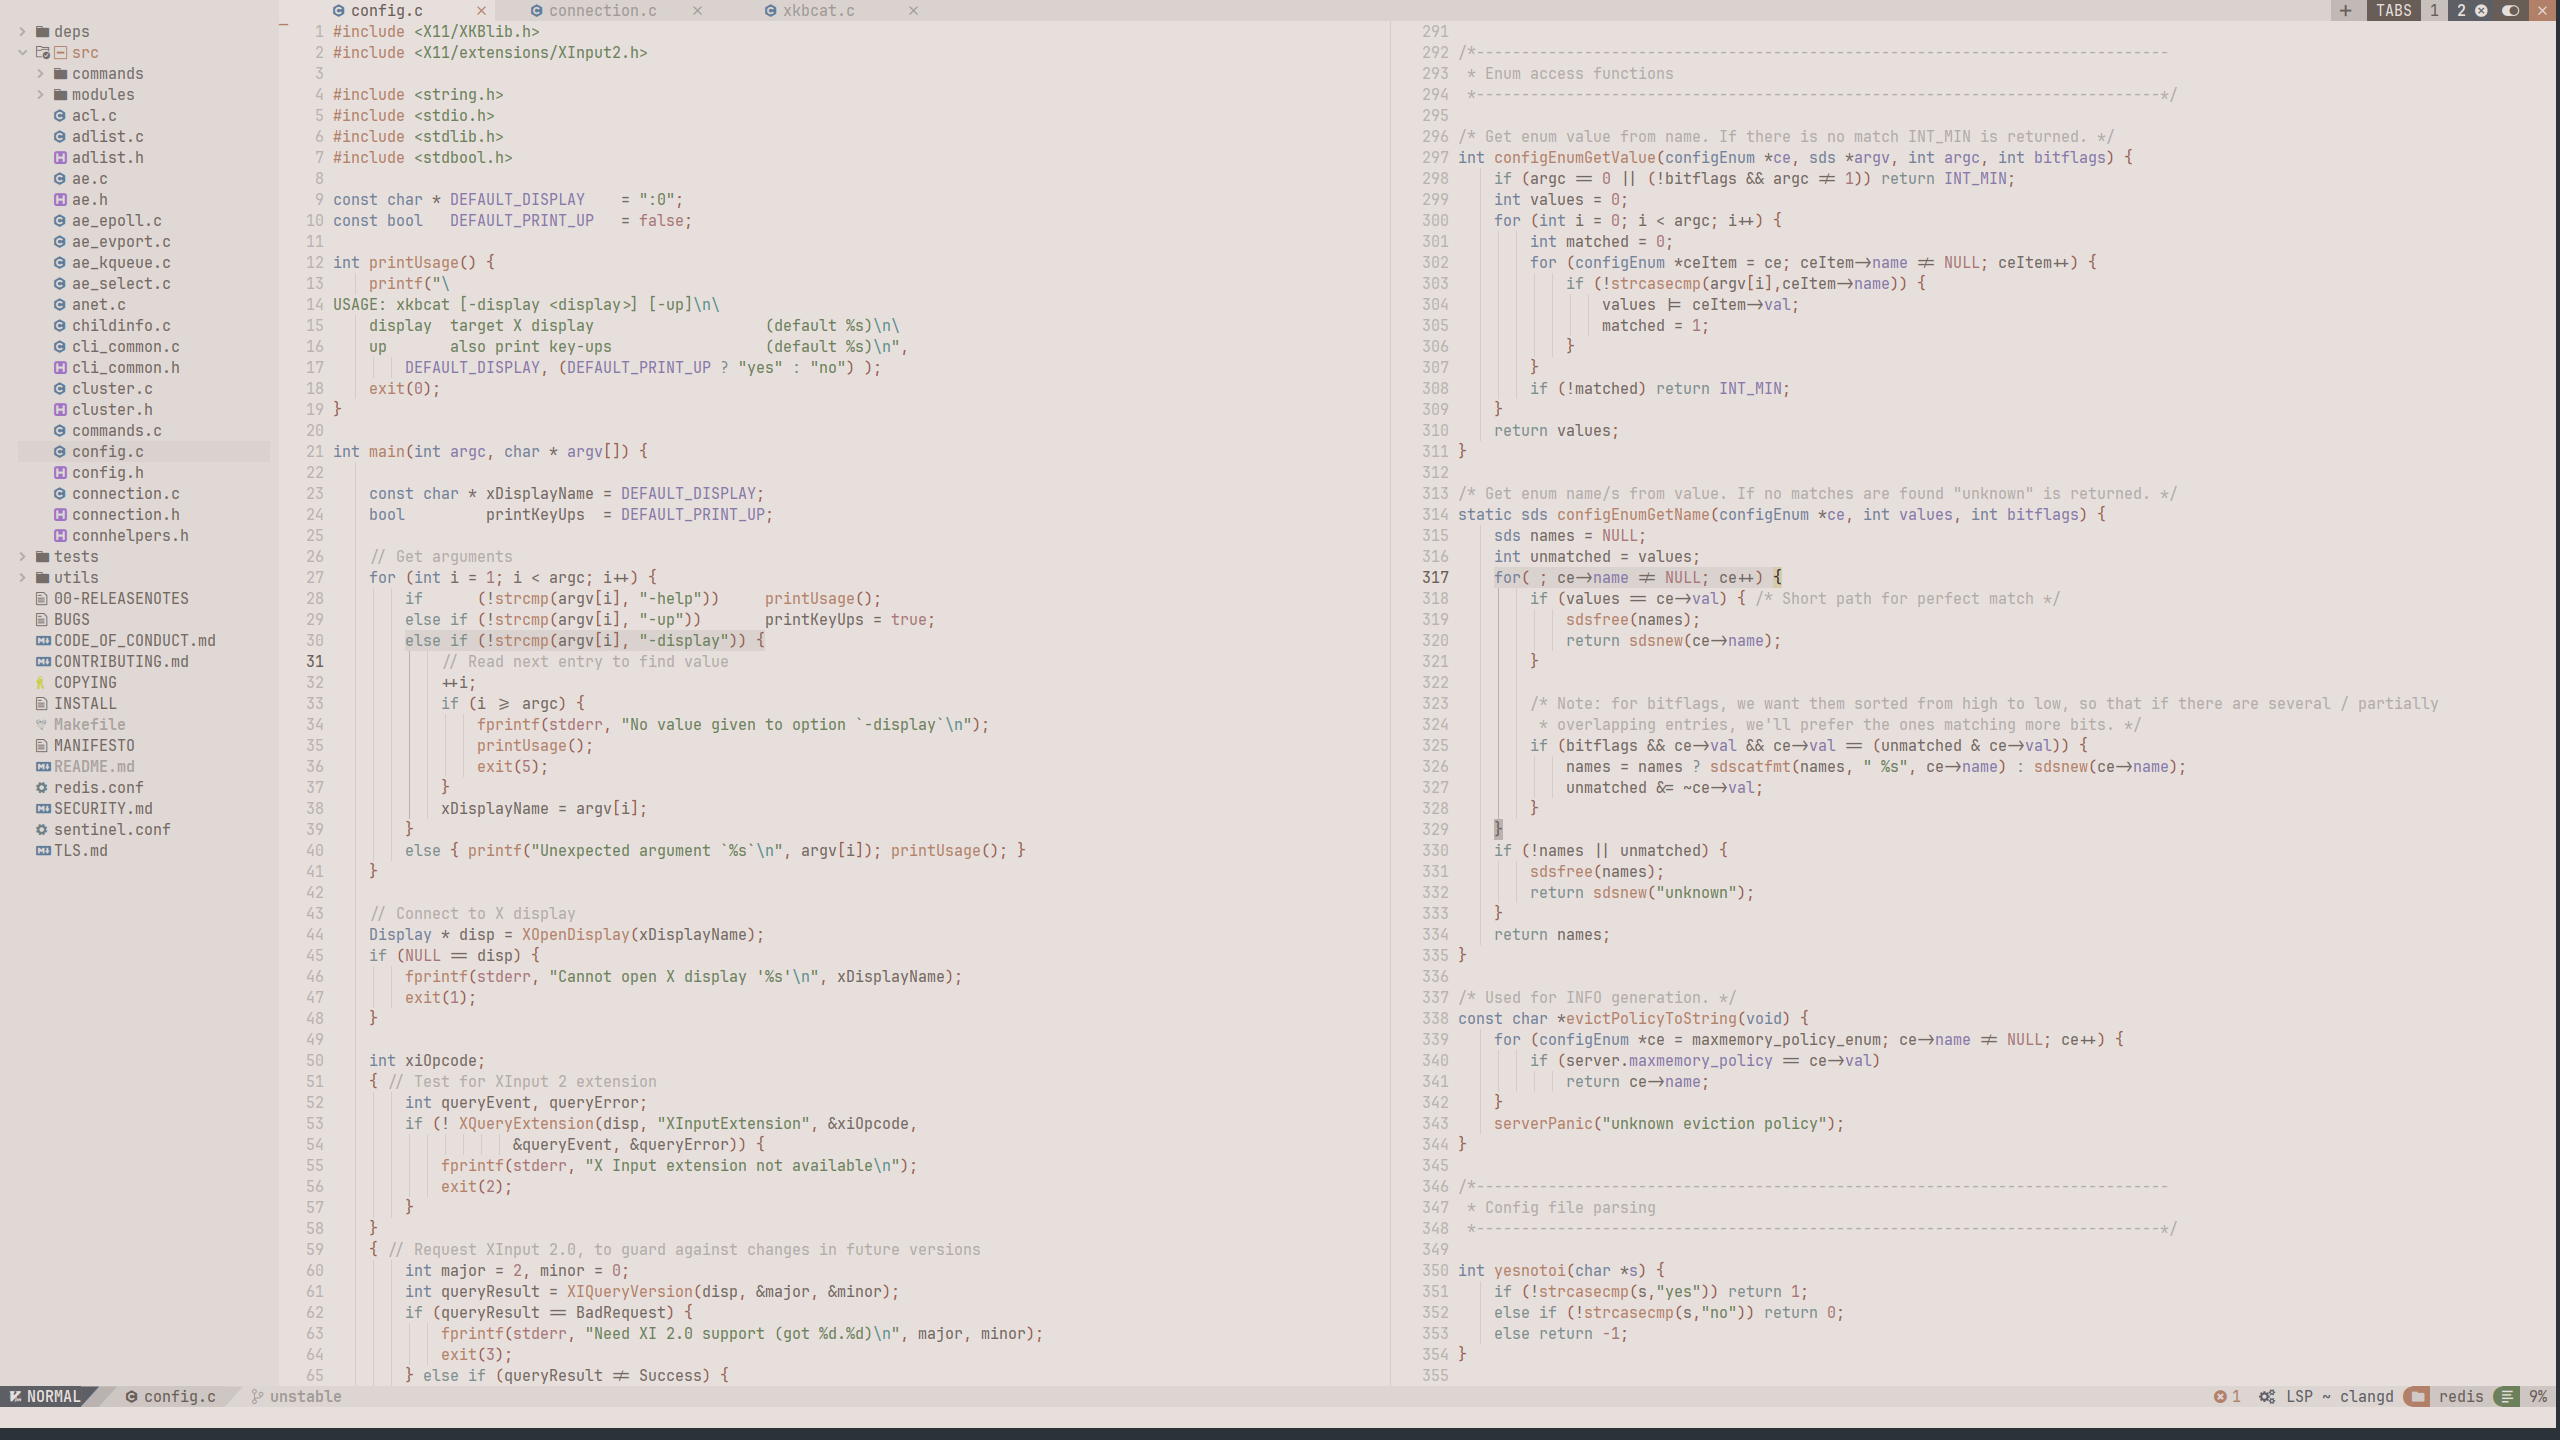 config.c × connection.c × xkbcat.c × + TABS 1 2 ×
deps
src
commands
modules
acl.c
adlist.c
adlist.h
ae.c
ae.h
ae_epoll.c
ae_evport.c
ae_kqueue.c
ae_select.c
anet.c
childinfo.c
cli_common.c
cli_common.h
cluster.c
cluster.h
commands.c
config.c
config.h
connection.c
connection.h
connhelpers.h
tests
utils
00-RELEASENOTES
BUGS
CODE_OF_CONDUCT.md
CONTRIBUTING.md
COPYING
INSTALL
Makefile
MANIFESTO
README.md
redis.conf
SECURITY.md
sentinel.conf
TLS.md
1 #include <X11/XKBlib.h>
2 #include <X11/extensions/XInput2.h>
3
4 #include <string.h>
5 #include <stdio.h>
6 #include <stdlib.h>
7 #include <stdbool.h>
8
9 const char * DEFAULT_DISPLAY    = ":0";
10 const bool   DEFAULT_PRINT_UP   = false;
11
12 int printUsage() {
13     printf("\
14 USAGE: xkbcat [-display <display>] [-up]\n\
15     display  target X display                   (default %s)\n\
16     up       also print key-ups                 (default %s)\n",
17         DEFAULT_DISPLAY, (DEFAULT_PRINT_UP ? "yes" : "no") );
18     exit(0);
19 }
20
21 int main(int argc, char * argv[]) {
22
23     const char * xDisplayName = DEFAULT_DISPLAY;
24     bool         printKeyUps  = DEFAULT_PRINT_UP;
25
26     // Get arguments
27     for (int i = 1; i < argc; i++) {
28         if      (!strcmp(argv[i], "-help"))     printUsage();
29         else if (!strcmp(argv[i], "-up"))       printKeyUps = true;
30         else if (!strcmp(argv[i], "-display")) {
31             // Read next entry to find value
32             ++i;
33             if (i >= argc) {
34                 fprintf(stderr, "No value given to option `-display`\n");
35                 printUsage();
36                 exit(5);
37             }
38             xDisplayName = argv[i];
39         }
40         else { printf("Unexpected argument `%s`\n", argv[i]); printUsage(); }
41     }
42
43     // Connect to X display
44     Display * disp = XOpenDisplay(xDisplayName);
45     if (NULL == disp) {
46         fprintf(stderr, "Cannot open X display '%s'\n", xDisplayName);
47         exit(1);
48     }
49
50     int xiOpcode;
51     { // Test for XInput 2 extension
52         int queryEvent, queryError;
53         if (! XQueryExtension(disp, "XInputExtension", &xiOpcode,
54                     &queryEvent, &queryError)) {
55             fprintf(stderr, "X Input extension not available\n");
56             exit(2);
57         }
58     }
59     { // Request XInput 2.0, to guard against changes in future versions
60         int major = 2, minor = 0;
61         int queryResult = XIQueryVersion(disp, &major, &minor);
62         if (queryResult == BadRequest) {
63             fprintf(stderr, "Need XI 2.0 support (got %d.%d)\n", major, minor);
64             exit(3);
65         } else if (queryResult != Success) {
291
292 /*-----------------------------------------------------------------------------
293  * Enum access functions
294  *----------------------------------------------------------------------------*/
295
296 /* Get enum value from name. If there is no match INT_MIN is returned. */
297 int configEnumGetValue(configEnum *ce, sds *argv, int argc, int bitflags) {
298     if (argc == 0 || (!bitflags && argc != 1)) return INT_MIN;
299     int values = 0;
300     for (int i = 0; i < argc; i++) {
301         int matched = 0;
302         for (configEnum *ceItem = ce; ceItem->name != NULL; ceItem++) {
303             if (!strcasecmp(argv[i],ceItem->name)) {
304                 values |= ceItem->val;
305                 matched = 1;
306             }
307         }
308         if (!matched) return INT_MIN;
309     }
310     return values;
311 }
312
313 /* Get enum name/s from value. If no matches are found "unknown" is returned. */
314 static sds configEnumGetName(configEnum *ce, int values, int bitflags) {
315     sds names = NULL;
316     int unmatched = values;
317     for( ; ce->name != NULL; ce++) {
318         if (values == ce->val) { /* Short path for perfect match */
319             sdsfree(names);
320             return sdsnew(ce->name);
321         }
322
323         /* Note: for bitflags, we want them sorted from high to low, so that if there are several / partially
324          * overlapping entries, we'll prefer the ones matching more bits. */
325         if (bitflags && ce->val && ce->val == (unmatched & ce->val)) {
326             names = names ? sdscatfmt(names, " %s", ce->name) : sdsnew(ce->name);
327             unmatched &= ~ce->val;
328         }
329     }
330     if (!names || unmatched) {
331         sdsfree(names);
332         return sdsnew("unknown");
333     }
334     return names;
335 }
336
337 /* Used for INFO generation. */
338 const char *evictPolicyToString(void) {
339     for (configEnum *ce = maxmemory_policy_enum; ce->name != NULL; ce++) {
340         if (server.maxmemory_policy == ce->val)
341             return ce->name;
342     }
343     serverPanic("unknown eviction policy");
344 }
345
346 /*-----------------------------------------------------------------------------
347  * Config file parsing
348  *----------------------------------------------------------------------------*/
349
350 int yesnotoi(char *s) {
351     if (!strcasecmp(s,"yes")) return 1;
352     else if (!strcasecmp(s,"no")) return 0;
353     else return -1;
354 }
355
NORMAL config.c unstable 1 LSP ~ clangd redis 9%